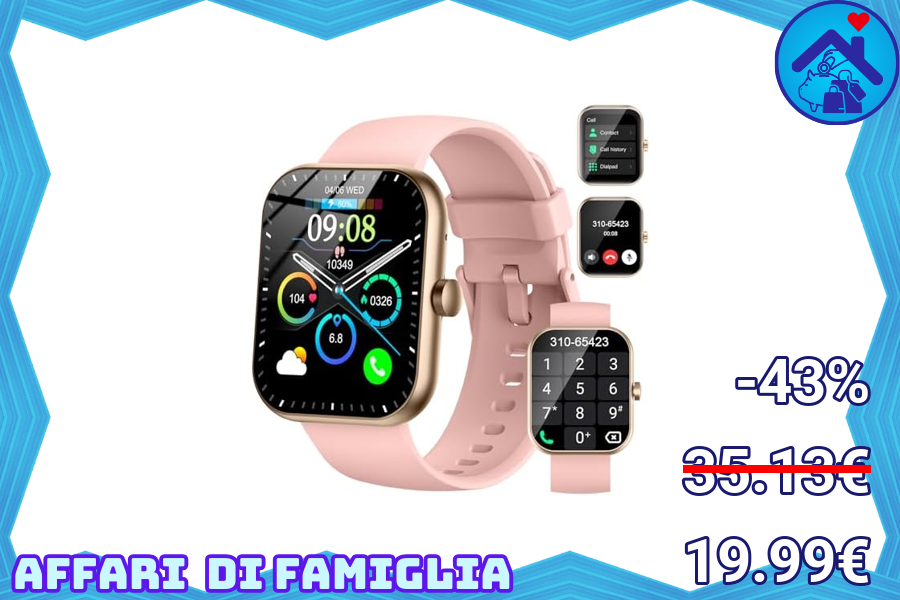 04/06 WED
60%
09:08
10349
104
0326
6.8
Call
Contact
Call history
Dialpad
310-65423
00:08
310-65423
1 2 3
4 5 6
7* 8 9#
0+
-43%
35.13€
19.99€
AFFARI DI FAMIGLIA